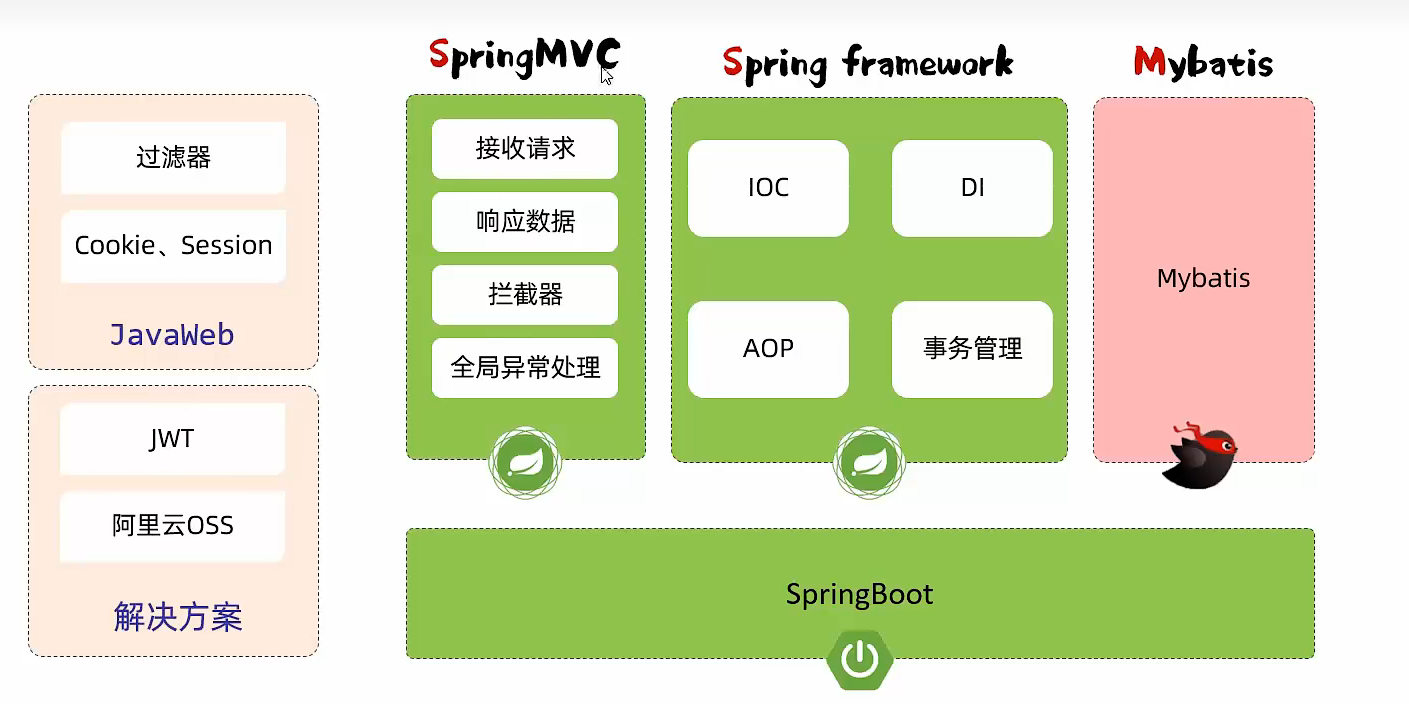 过滤器
Cookie、Session
JavaWeb
JWT
阿里云OSS
解决方案
SpringMVC
接收请求
响应数据
拦截器
全局异常处理
Spring framework
IOC
DI
AOP
事务管理
Mybatis
Mybatis
SpringBoot